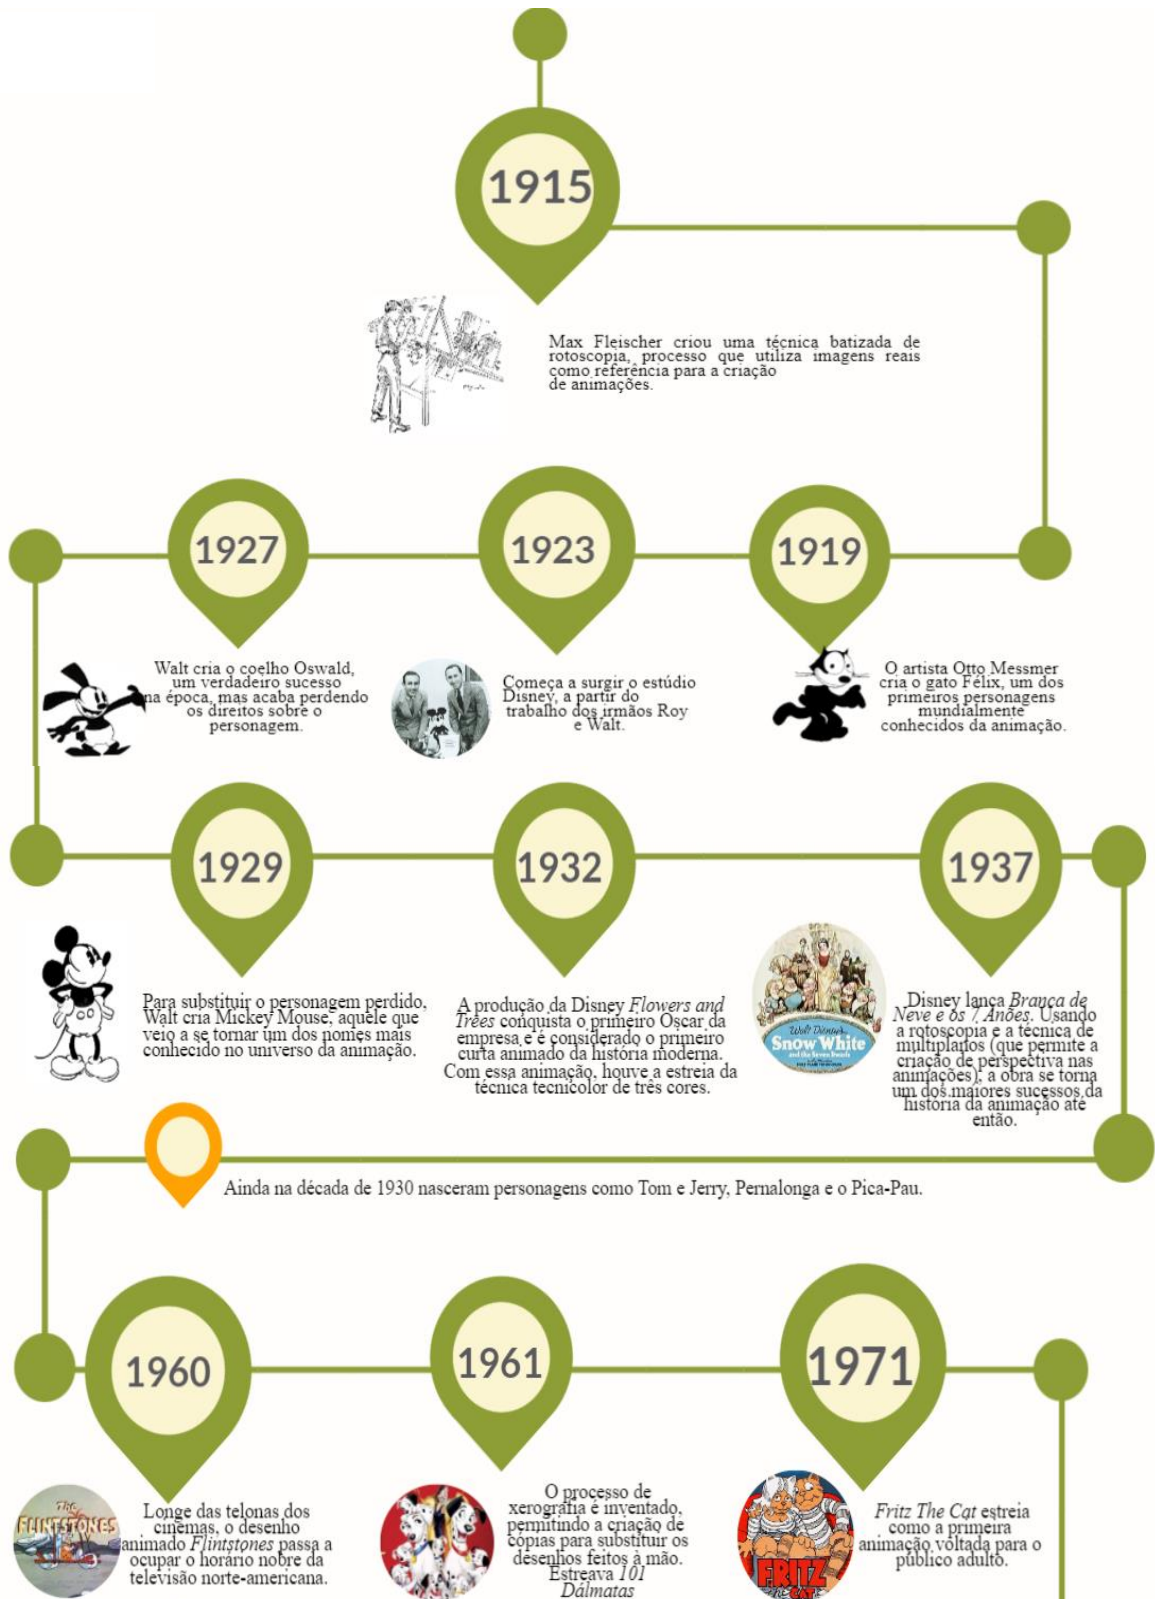 1915
Max Fleischer criou uma técnica batizada de
rotoscopia, processo que utiliza imagens reais
como referência para a criação
de animações.
1927
1923
1919
Walt cria o coelho Oswald,
um verdadeiro sucesso
na época, mas acaba perdendo
os direitos sobre o
personagem.
Começa a surgir o estúdio
Disney, a partir do
trabalho dos irmãos Roy
e Walt.
O artista Otto Messmer
cria o gato Félix, um dos
primeiros personagens
mundialmente
conhecidos da animação.
1929
1932
1937
Para substituir o personagem perdido,
Walt cria Mickey Mouse, aquele que
veio a se tornar um dos nomes mais
conhecido no universo da animação.
A produção da Disney Flowers and
Trees conquista o primeiro Oscar da
empresa e é considerado o primeiro
curta animado da história moderna.
Com essa animação, houve a estreia da
técnica tecnicolor de três cores.
Walt Disney's
Snow White
and the Seven Dwarfs
Disney lança Branca de
Neve e os 7 Anões. Usando
a rotoscopia e a técnica de
multiplanos (que permite a
criação de perspectiva nas
animações), a obra se torna
um dos maiores sucessos da
história da animação até
então.
Ainda na década de 1930 nasceram personagens como Tom e Jerry, Pernalonga e o Pica-Pau.
1960
1961
1971
The
FLINTSTONES
Longe das telonas dos
cinemas, o desenho
animado Flintstones passa a
ocupar o horário nobre da
televisão norte-americana.
O processo de
xerografia é inventado,
permitindo a criação de
cópias para substituir os
desenhos feitos à mão.
Estreava 101
Dálmatas
FRITZ
THE CAT
Fritz The Cat estreia
como a primeira
animação voltada para o
público adulto.